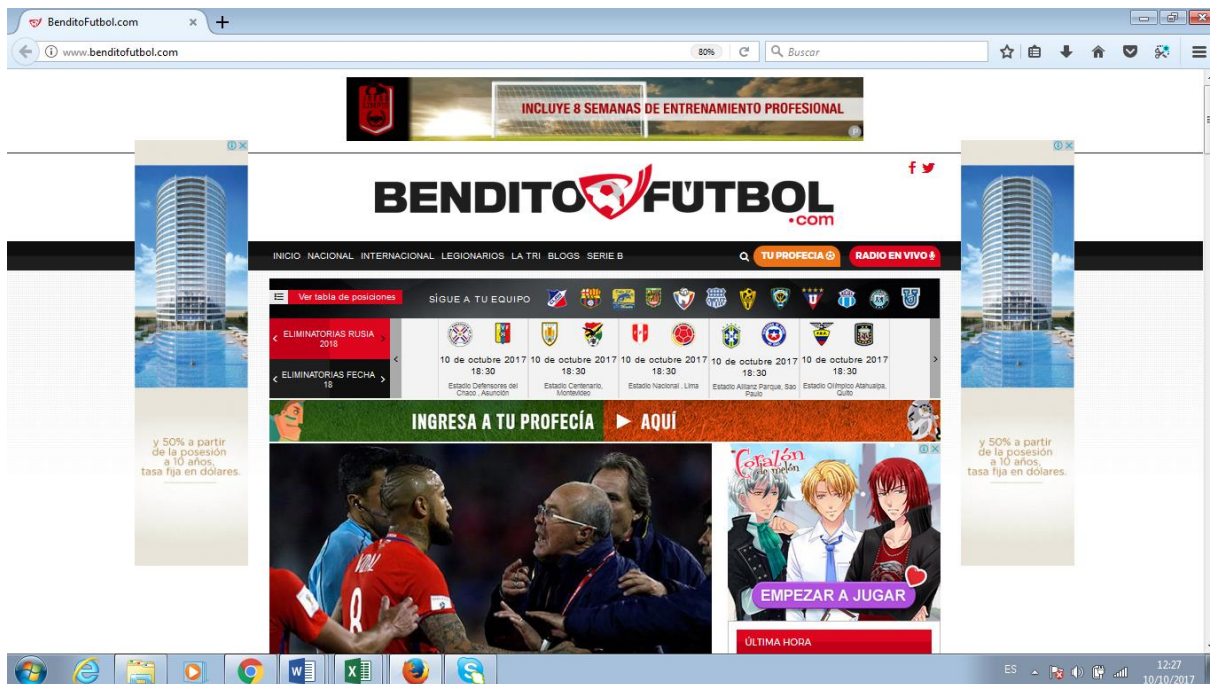 BenditoFutbol.com
www.benditofutbol.com
80%
Buscar
INCLUYE 8 SEMANAS DE ENTRENAMIENTO PROFESIONAL
BENDITO FÚTBOL
.com
INICIO NACIONAL INTERNACIONAL LEGIONARIOS LA TRI BLOGS SERIE B
TU PROFECIA
RADIO EN VIVO
Ver tabla de posiciones
SÍGUE A TU EQUIPO
ELIMINATORIAS RUSIA
2018
ELIMINATORIAS FECHA
18
10 de octubre 2017
18:30
Estadio Defensores del
Chaco , Asunción
10 de octubre 2017
18:30
Estadio Centenario,
Montevideo
10 de octubre 2017
18:30
Estadio Nacional , Lima
10 de octubre 2017
18:30
Estadio Allianz Parque, Sao
Paulo
10 de octubre 2017
18:30
Estadio Olímpico Atahualpa,
Quito
INGRESA A TU PROFECÍA AQUÍ
y 50% a partir
de la posesión
a 10 años,
tasa fija en dólares.
y 50% a partir
de la posesión
a 10 años,
tasa fija en dólares.
VIDAL
8
Corazón
de melón
EMPEZAR A JUGAR
ÚLTIMA HORA
ES
12:27
10/10/2017